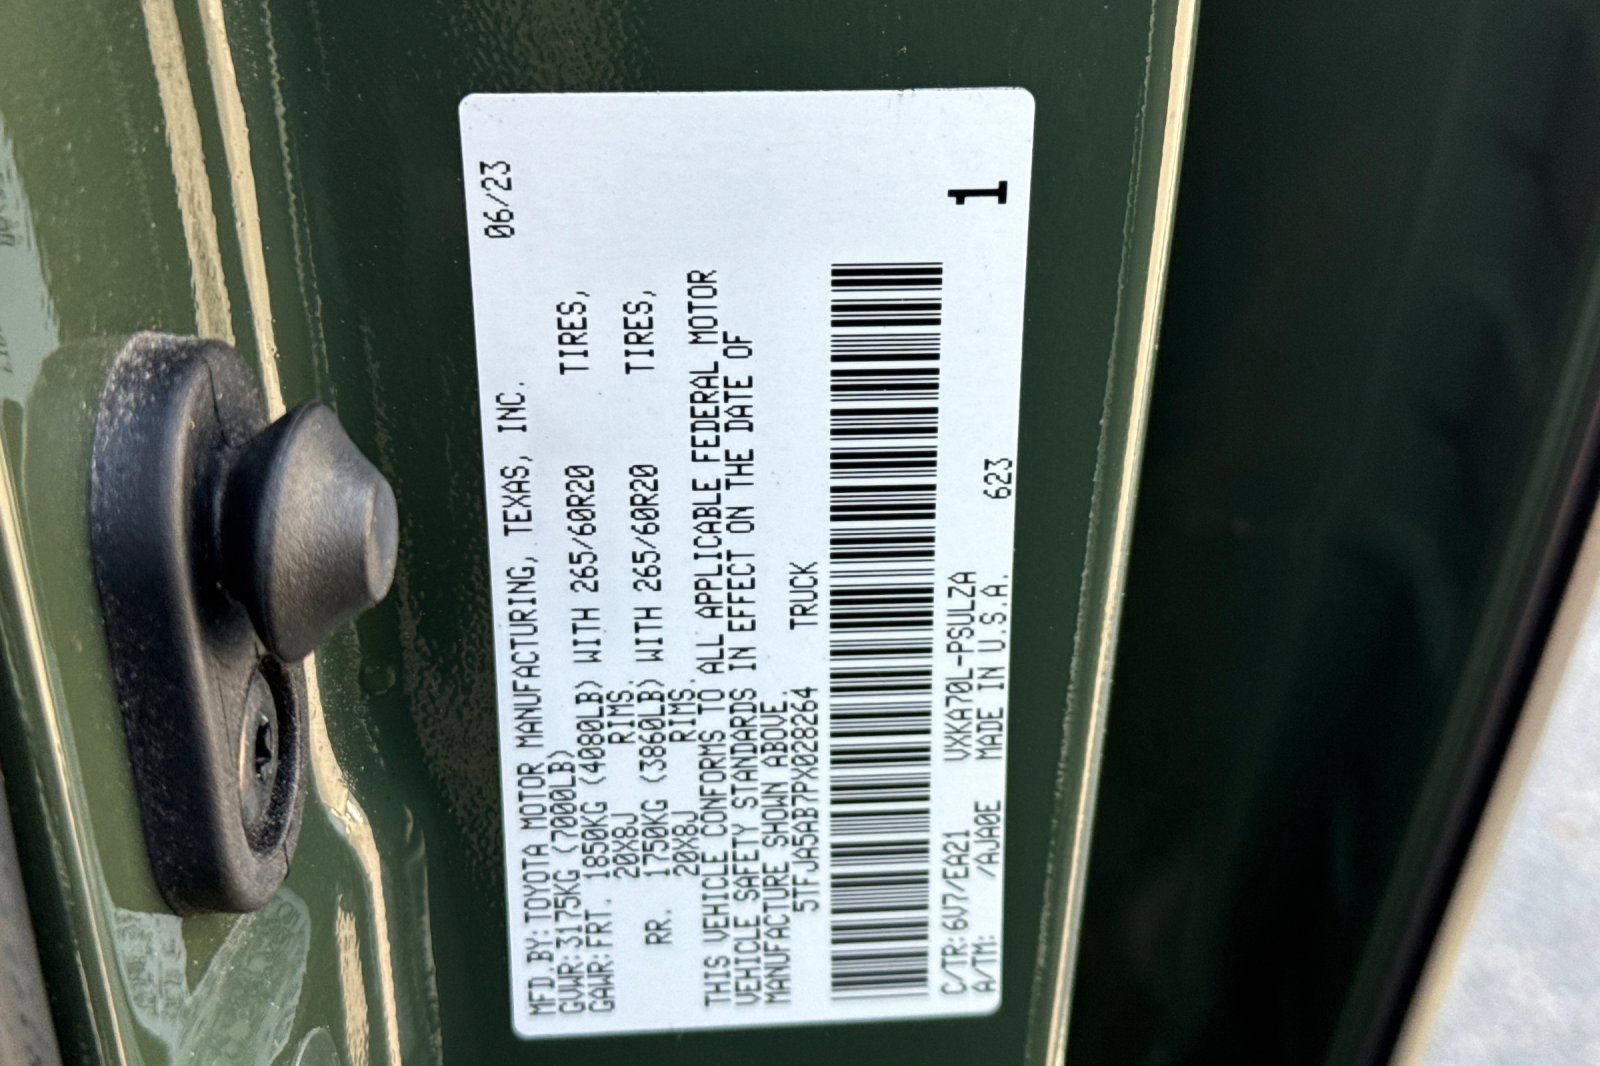 06/23
MFD.BY:TOYOTA MOTOR MANUFACTURING, TEXAS, INC.
GVWR:3175KG (7000LB)
GAWR:FRT. 1850KG (4080LB) WITH 265/60R20 TIRES,
20X8J RIMS.
RR. 1750KG (3860LB) WITH 265/60R20 TIRES,
20X8J RIMS.
THIS VEHICLE CONFORMS TO ALL APPLICABLE FEDERAL MOTOR
VEHICLE SAFETY STANDARDS IN EFFECT ON THE DATE OF
MANUFACTURE SHOWN ABOVE.
5TFJA5AB7PX028264 TRUCK
1
C/TR:6V7/EA21 VXKA70L-PSULZA
A/TM: /AJA0E MADE IN U.S.A. 623